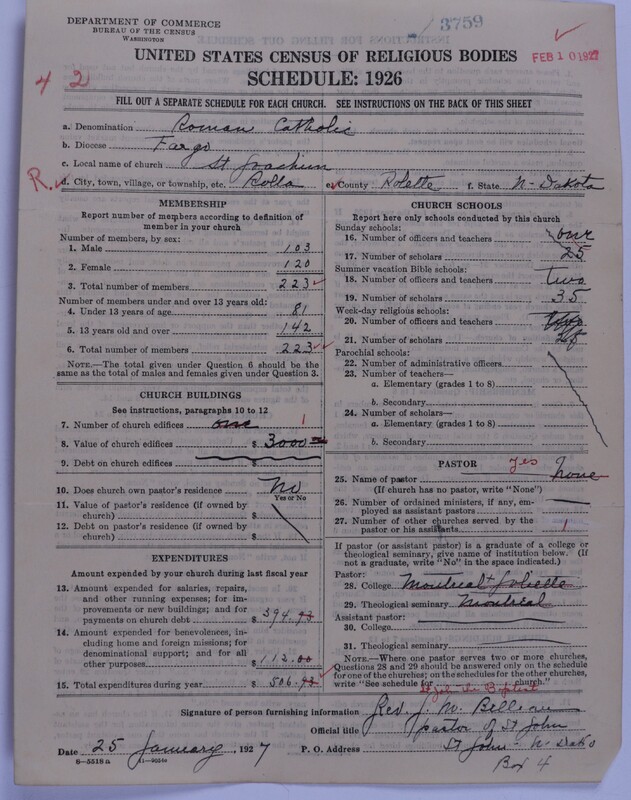 DEPARTMENT OF COMMERCE
BUREAU OF THE CENSUS
WASHINGTON
3759
UNITED STATES CENSUS OF RELIGIOUS BODIES
FEB 10 1927
SCHEDULE: 1926
4 2
FILL OUT A SEPARATE SCHEDULE FOR EACH CHURCH. SEE INSTRUCTIONS ON THE BACK OF THIS SHEET
a. Denomination Roman Catholic
b. Diocese Fargo
c. Local name of church St Joachim
R. d. City, town, village, or township, etc. Rolla e. County Rolette f. State N-Dakota
MEMBERSHIP
Report number of members according to definition of member in your church
Number of members, by sex:
1. Male 103
2. Female 120
3. Total number of members 223
Number of members under and over 13 years old:
4. Under 13 years of age 81
5. 13 years old and over 142
6. Total number of members 223
NOTE.—The total given under Question 6 should be the same as the total of males and females given under Question 3.
CHURCH BUILDINGS
See instructions, paragraphs 10 to 12
7. Number of church edifices one 1
8. Value of church edifices $ 3000
9. Debt on church edifices $
10. Does church own pastor's residence No
Yes or No
11. Value of pastor's residence (if owned by church) $
12. Debt on pastor's residence (if owned by church) $
EXPENDITURES
Amount expended by your church during last fiscal year
13. Amount expended for salaries, repairs, and other running expenses; for improvements or new buildings; and for payments on church debt $ 394.93
14. Amount expended for benevolences, including home and foreign missions; for denominational support; and for all other purposes $ 112.00
15. Total expenditures during year $ 506.93
CHURCH SCHOOLS
Report here only schools conducted by this church
Sunday schools:
16. Number of officers and teachers one
17. Number of scholars 25
Summer vacation Bible schools:
18. Number of officers and teachers two
19. Number of scholars 35
Week-day religious schools:
20. Number of officers and teachers
21. Number of scholars
Parochial schools:
22. Number of administrative officers
23. Number of teachers—
a. Elementary (grades 1 to 8)
b. Secondary
24. Number of scholars—
a. Elementary (grades 1 to 8)
b. Secondary
PASTOR yes
25. Name of pastor None
(If church has no pastor, write "None")
26. Number of ordained ministers, if any, employed as assistant pastors
27. Number of other churches served by the pastor or his assistants 1
If pastor (or assistant pastor) is a graduate of a college or theological seminary, give name of institution below. (If not a graduate, write "No" in the space indicated.)
Pastor:
28. College Montreal + Joliette
29. Theological seminary Montreal
Assistant pastor:
30. College
31. Theological seminary
NOTE.—Where one pastor serves two or more churches, Questions 28 and 29 should be answered only on the schedule for one of the churches; on the schedules for the other churches, write "See schedule for St John the Baptist church."
Signature of person furnishing information Rev. J. M. Belleau
Official title pastor of St John
Date 25 January, 1927 P. O. Address St John - N. Dako
Box 4
8-5518a